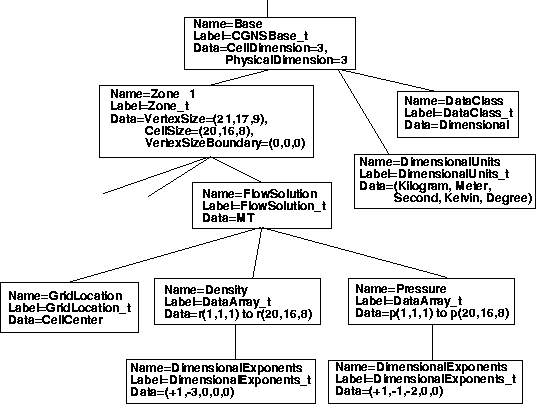 Name=Base
Label=CGNSBase_t
Data=CellDimension=3,
PhysicalDimension=3
Name=Zone 1
Label=Zone_t
Data=VertexSize=(21,17,9),
CellSize=(20,16,8),
VertexSizeBoundary=(0,0,0)
Name=DataClass
Label=DataClass_t
Data=Dimensional
Name=DimensionalUnits
Label=DimensionalUnits_t
Data=(Kilogram, Meter,
Second, Kelvin, Degree)
Name=FlowSolution
Label=FlowSolution_t
Data=MT
Name=GridLocation
Label=GridLocation_t
Data=CellCenter
Name=Density
Label=DataArray_t
Data=r(1,1,1) to r(20,16,8)
Name=Pressure
Label=DataArray_t
Data=p(1,1,1) to p(20,16,8)
Name=DimensionalExponents
Label=DimensionalExponents_t
Data=(+1,-3,0,0,0)
Name=DimensionalExponents
Label=DimensionalExponents_t
Data=(+1,-1,-2,0,0)